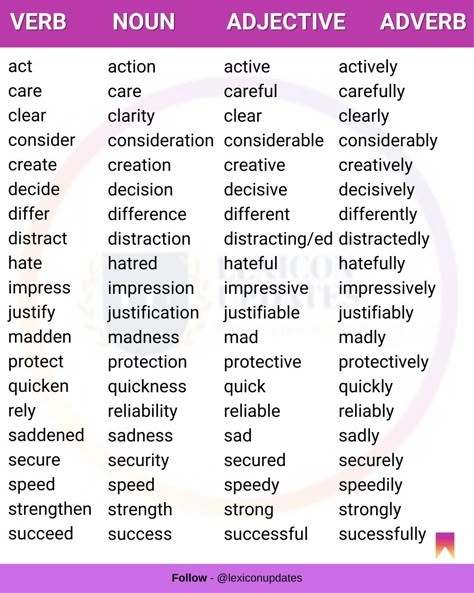 VERB NOUN ADJECTIVE ADVERB
act action active actively
care care careful carefully
clear clarity clear clearly
consider consideration considerable considerably
create creation creative creatively
decide decision decisive decisively
differ difference different differently
distract distraction distracting/ed distractedly
hate hatred hateful hatefully
impress impression impressive impressively
justify justification justifiable justifiably
madden madness mad madly
protect protection protective protectively
quicken quickness quick quickly
rely reliability reliable reliably
saddened sadness sad sadly
secure security secured securely
speed speed speedy speedily
strengthen strength strong strongly
succeed success successful sucessfully
LEXICON
UPDATES
Follow - @lexiconupdates